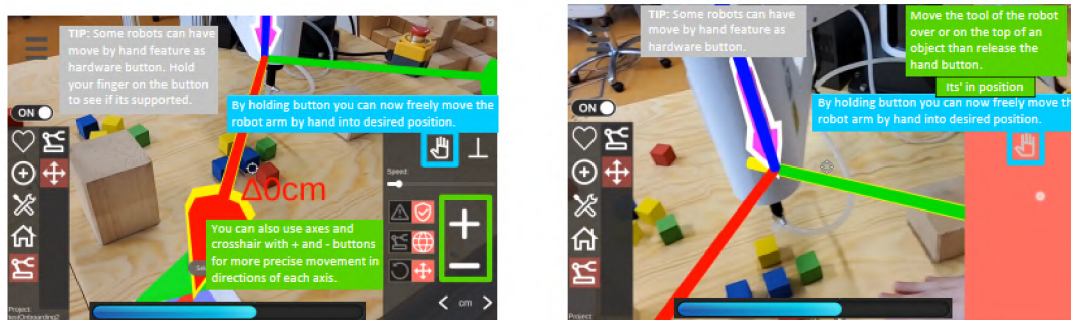 TIP: Some robots can have
move by hand feature as
hardware button. Hold
your finger on the button
to see if its supported.
ON
By holding button you can now freely move the
robot arm by hand into desired position.
Speed:
Δ0cm
You can also use axes and
crosshair with + and - buttons
for more precise movement in
directions of each axis.
Project:
cm
TIP: Some robots can have
move by hand feature as
hardware button.
Move the tool of the robot
over or on the top of an
object than release the
hand button.
Its' in position
By holding button you can now freely move th
robot arm by hand into desired position.
ON
Project: